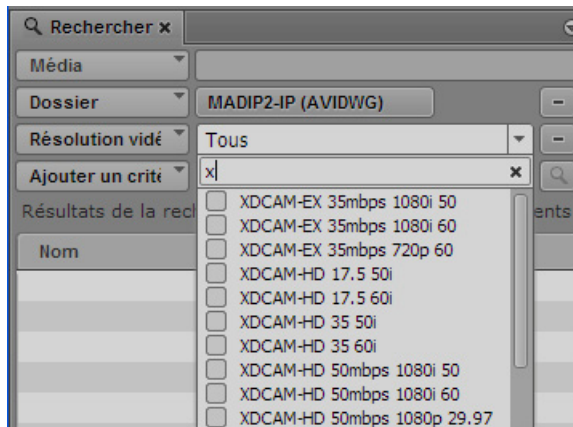 Rechercher ×
Média
Dossier MADIP2-IP (AVIDWG) –
Résolution vidé Tous –
Ajouter un crité x ×
Résultats de la rec ents
Nom
XDCAM-EX 35mbps 1080i 50
XDCAM-EX 35mbps 1080i 60
XDCAM-EX 35mbps 720p 60
XDCAM-HD 17.5 50i
XDCAM-HD 17.5 60i
XDCAM-HD 35 50i
XDCAM-HD 35 60i
XDCAM-HD 50mbps 1080i 50
XDCAM-HD 50mbps 1080i 60
XDCAM-HD 50mbps 1080p 29.97